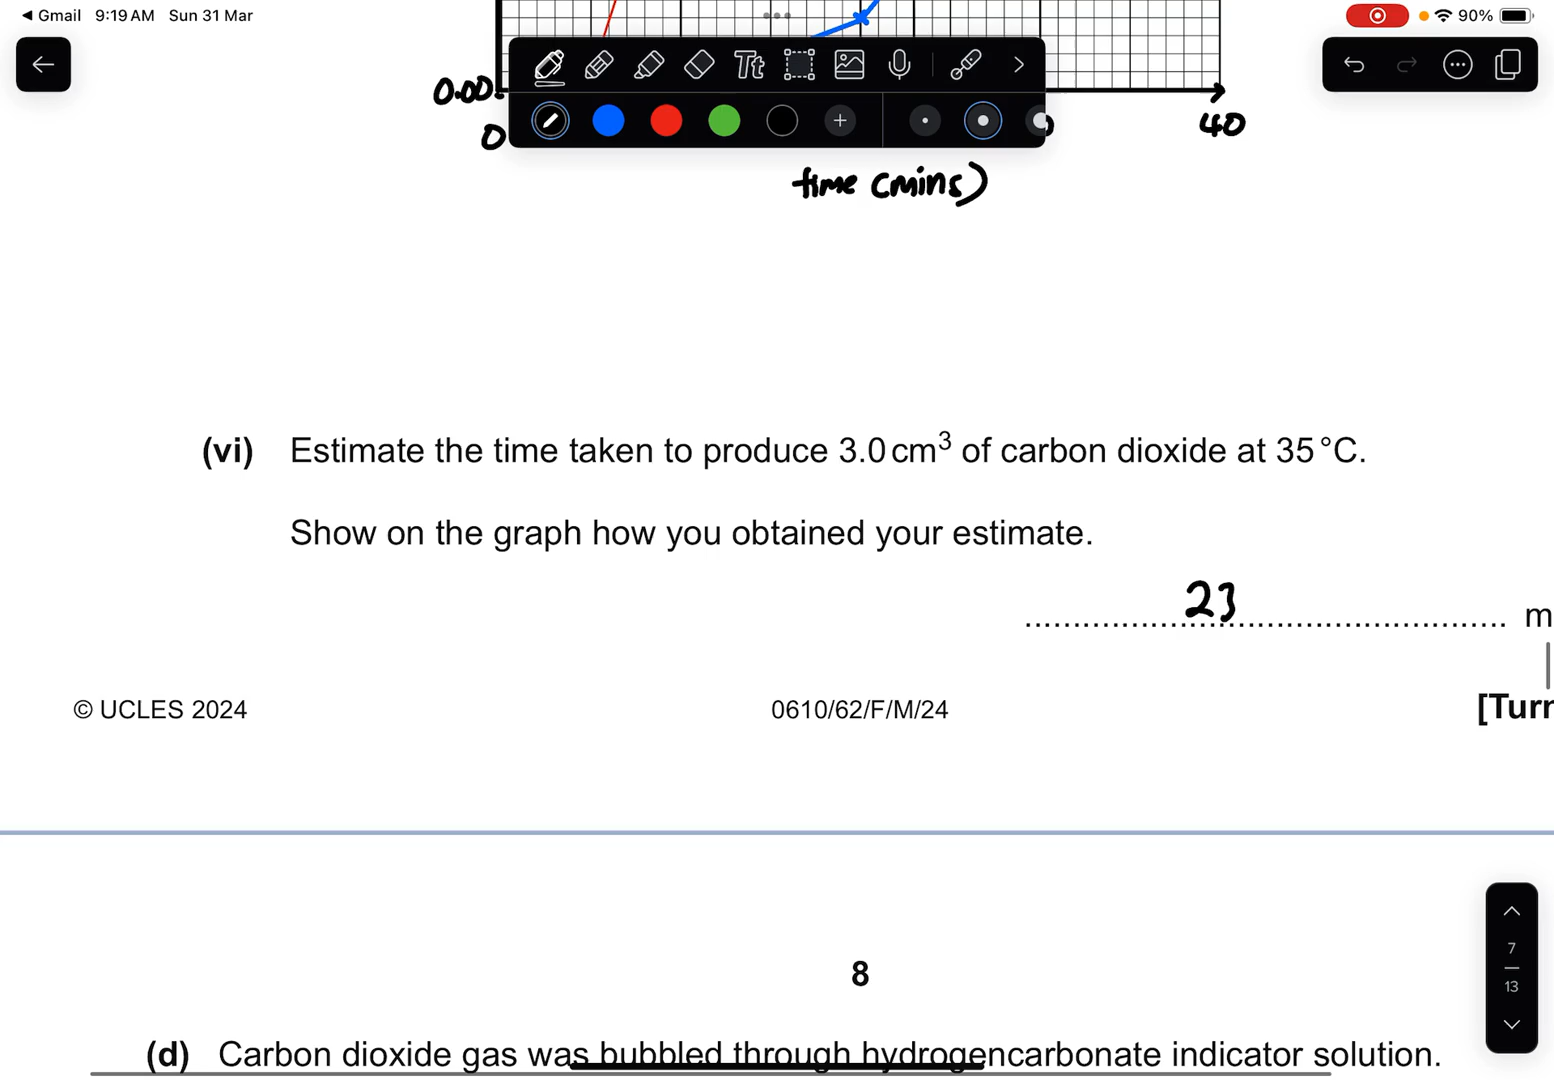 Gmail 9:19 AM Sun 31 Mar
90%
0.00
0
40
time (mins)
Tt
(vi) Estimate the time taken to produce 3.0 cm³ of carbon dioxide at 35 °C.
Show on the graph how you obtained your estimate.
23
m
© UCLES 2024
0610/62/F/M/24
[Turn
7
13
8
(d) Carbon dioxide gas was bubbled through hydrogencarbonate indicator solution.